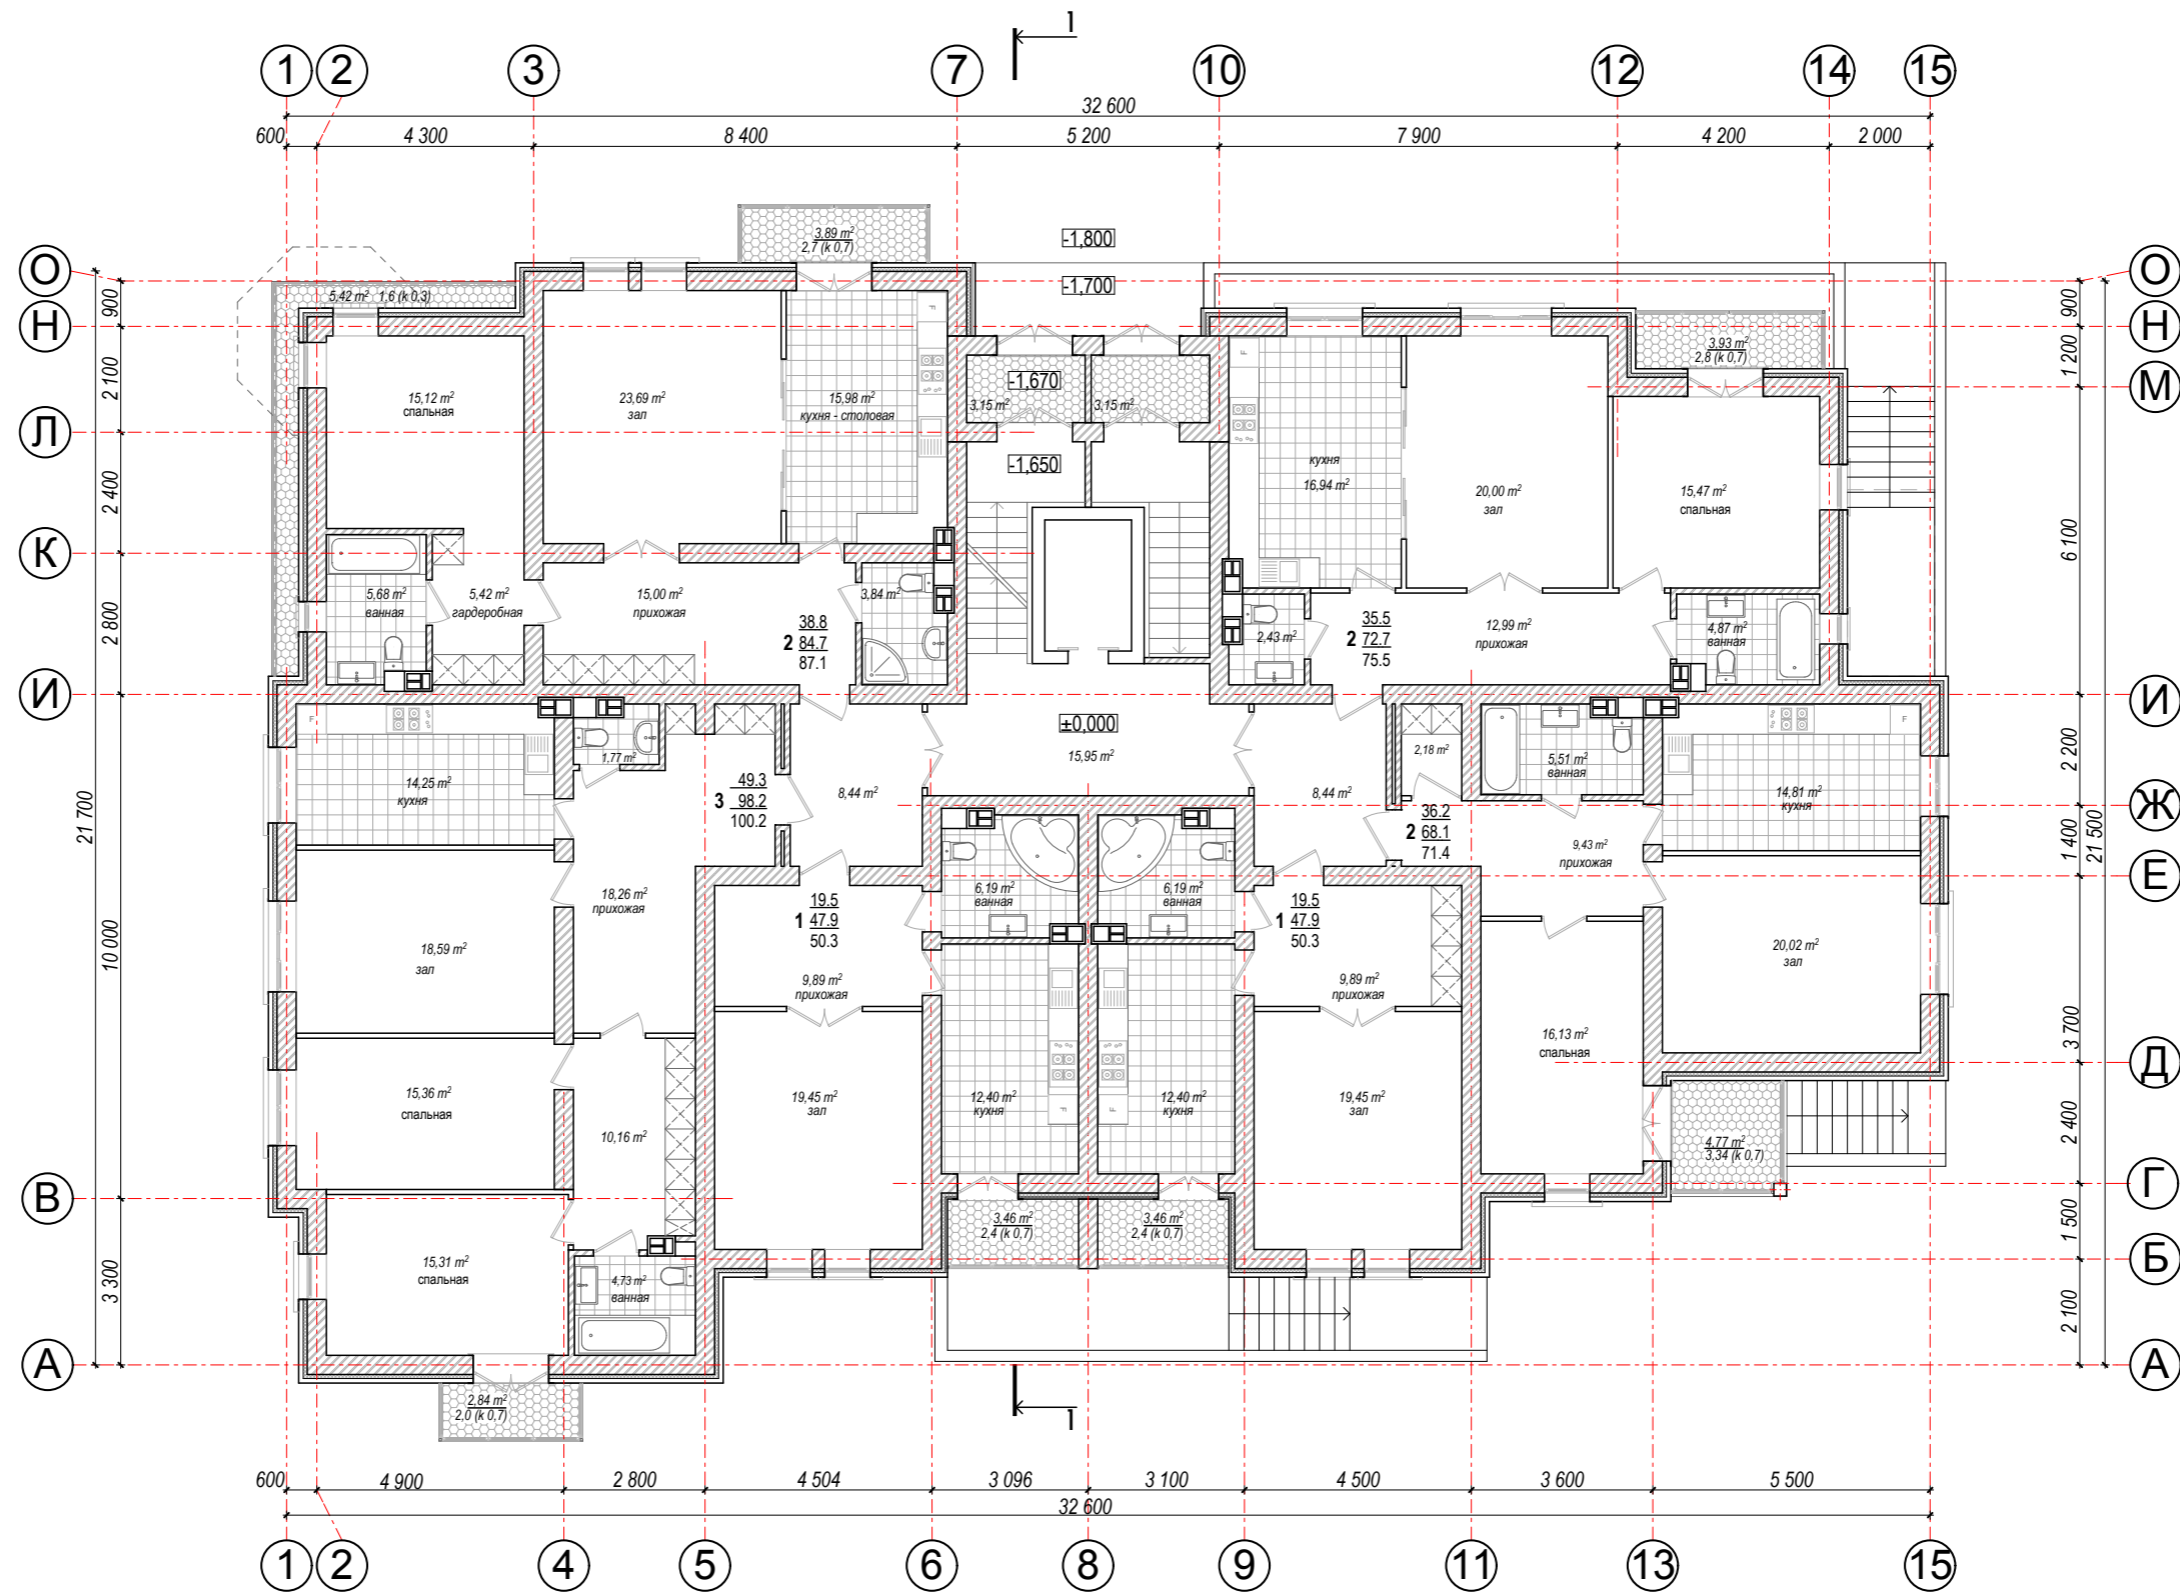 1
1 2 3 7 10 12 14 15
32 600
600 4 300 8 400 5 200 7 900 4 200 2 000
О Н Л К И В А
900
2 100
2 400
2 800
10 000
3 300
21 700
О Н М И Ж Е Д Г Б А
900
1 200
6 100
2 200
1 400
3 700
2 400
1 500
2 100
21 500
3,89 m²
2,7 (k 0,7)
-1,800
-1,700
5,42 m² 1.6 (k 0,3)
3,93 m²
2,8 (k 0,7)
15,12 m²
спальная
23,69 m²
зал
15,98 m²
кухня - столовая
F
-1,670
3,15 m²
3,15 m²
-1,650
F
кухня
16,94 m²
20,00 m²
зал
15,47 m²
спальная
5,68 m²
ванная
5,42 m²
гардеробная
15,00 m²
прихожая
3,84 m²
38.8
2 84.7
87.1
2,43 m²
35.5
2 72.7
75.5
12,99 m²
прихожая
4,87 m²
ванная
F
14,25 m²
кухня
1,77 m²
49.3
3 98.2
100.2
8,44 m²
±0,000
15,95 m²
8,44 m²
2,18 m²
36.2
2 68.1
71.4
5,51 m²
ванная
F
14,81 m²
кухня
9,43 m²
прихожая
18,59 m²
зал
18,26 m²
прихожая
19.5
1 47.9
50.3
6,19 m²
ванная
6,19 m²
ванная
19.5
1 47.9
50.3
9,89 m²
прихожая
9,89 m²
прихожая
20,02 m²
зал
15,36 m²
спальная
10,16 m²
19,45 m²
зал
12,40 m²
кухня
F
12,40 m²
кухня
F
19,45 m²
зал
16,13 m²
спальная
4,77 m²
3,34 (k 0,7)
15,31 m²
спальная
4,73 m²
ванная
3,46 m²
2,4 (k 0,7)
3,46 m²
2,4 (k 0,7)
2,84 m²
2,0 (k 0,7)
1
600 4 900 2 800 4 504 3 096 3 100 4 500 3 600 5 500
32 600
1 2 4 5 6 8 9 11 13 15